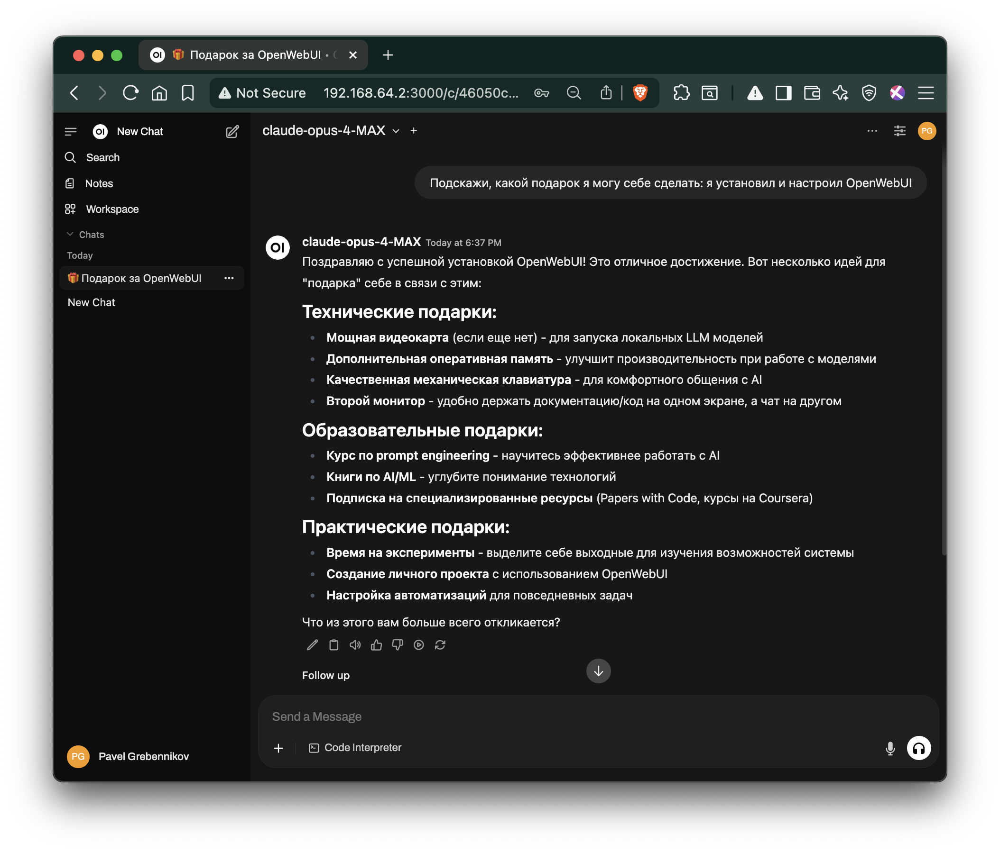 OI 🎁 Подарок за OpenWebUI •
Not Secure 192.168.64.2:3000/c/46050c...
OI New Chat
Search
Notes
Workspace
Chats
Today
🎁 Подарок за OpenWebUI
New Chat
PG Pavel Grebennikov
claude-opus-4-MAX
PG
Подскажи, какой подарок я могу себе сделать: я установил и настроил OpenWebUI
OI
claude-opus-4-MAX Today at 6:37 PM
Поздравляю с успешной установкой OpenWebUI! Это отличное достижение. Вот несколько идей для
"подарка" себе в связи с этим:
Технические подарки:
• Мощная видеокарта (если еще нет) - для запуска локальных LLM моделей
• Дополнительная оперативная память - улучшит производительность при работе с моделями
• Качественная механическая клавиатура - для комфортного общения с AI
• Второй монитор - удобно держать документацию/код на одном экране, а чат на другом
Образовательные подарки:
• Курс по prompt engineering - научитесь эффективнее работать с AI
• Книги по AI/ML - углубите понимание технологий
• Подписка на специализированные ресурсы (Papers with Code, курсы на Coursera)
Практические подарки:
• Время на эксперименты - выделите себе выходные для изучения возможностей системы
• Создание личного проекта с использованием OpenWebUI
• Настройка автоматизаций для повседневных задач
Что из этого вам больше всего откликается?
Follow up
Send a Message
Code Interpreter